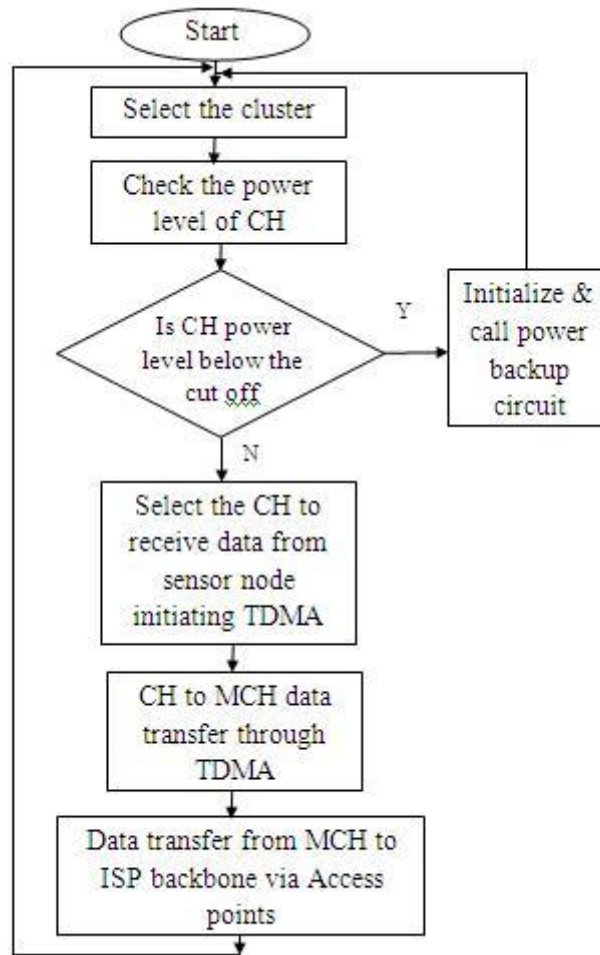 Start
Select the cluster
Check the power
level of CH
Is CH power
level below the
cut off
Y
Initialize &
call power
backup
circuit
N
Select the CH to
receive data from
sensor node
initiating TDMA
CH to MCH data
transfer through
TDMA
Data transfer from MCH to
ISP backbone via Access
points